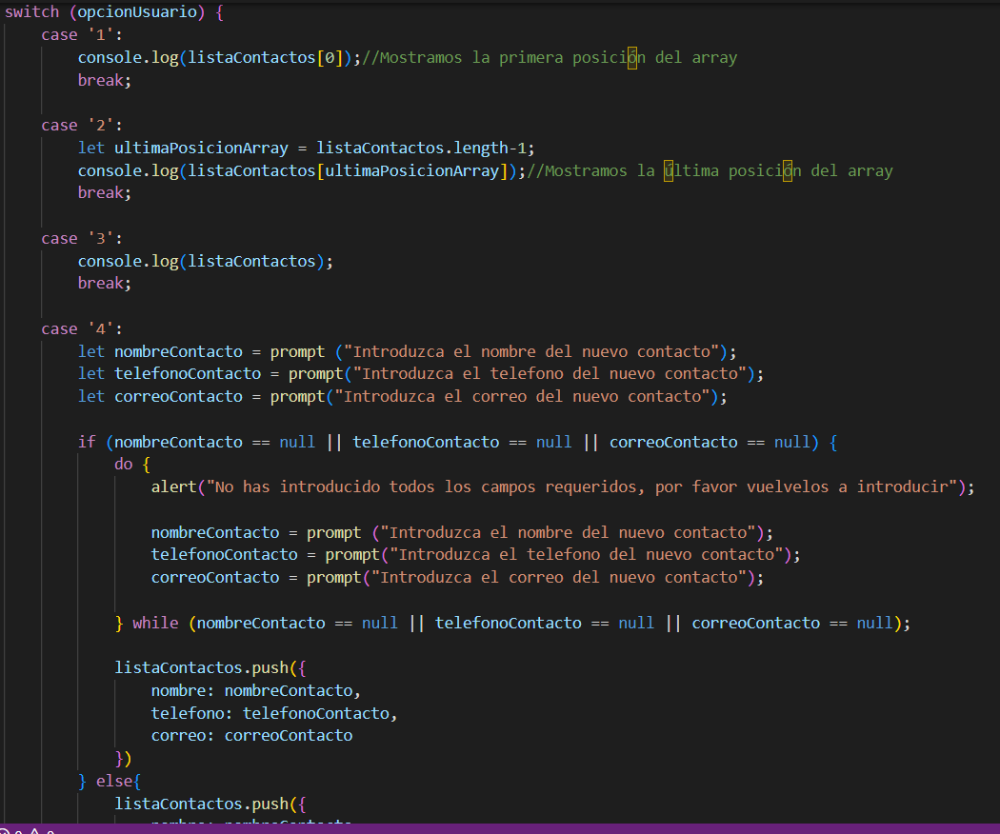 switch (opcionUsuario) {
    case '1':
        console.log(listaContactos[0]);//Mostramos la primera posición del array
        break;

    case '2':
        let ultimaPosicionArray = listaContactos.length-1;
        console.log(listaContactos[ultimaPosicionArray]);//Mostramos la última posición del array
        break;

    case '3':
        console.log(listaContactos);
        break;

    case '4':
        let nombreContacto = prompt ("Introduzca el nombre del nuevo contacto");
        let telefonoContacto = prompt("Introduzca el telefono del nuevo contacto");
        let correoContacto = prompt("Introduzca el correo del nuevo contacto");

        if (nombreContacto == null || telefonoContacto == null || correoContacto == null) {
            do {
                alert("No has introducido todos los campos requeridos, por favor vuelvelos a introducir");

                nombreContacto = prompt ("Introduzca el nombre del nuevo contacto");
                telefonoContacto = prompt("Introduzca el telefono del nuevo contacto");
                correoContacto = prompt("Introduzca el correo del nuevo contacto");

            } while (nombreContacto == null || telefonoContacto == null || correoContacto == null);

            listaContactos.push({
                nombre: nombreContacto,
                telefono: telefonoContacto,
                correo: correoContacto
            })
        } else{
            listaContactos.push({